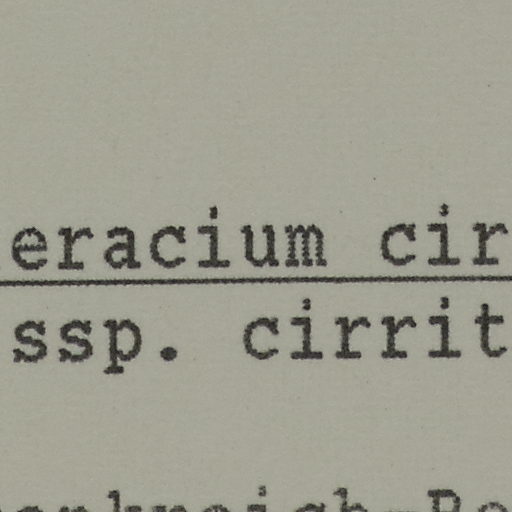 eracium cir
ssp. cirrit